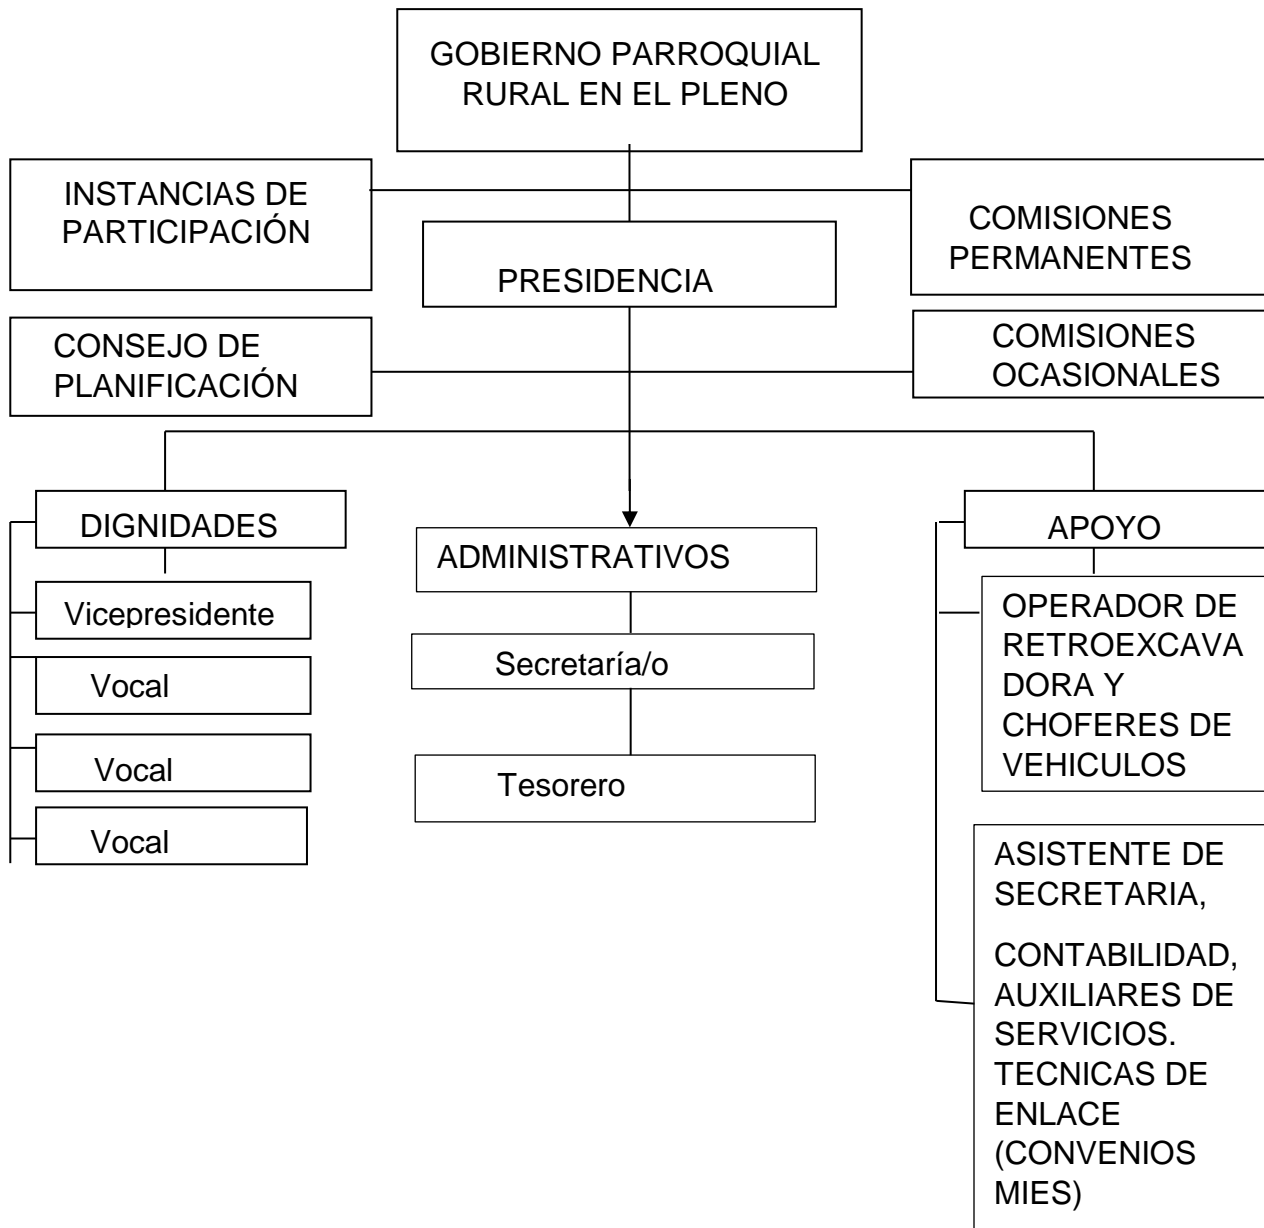 GOBIERNO PARROQUIAL
RURAL EN EL PLENO
INSTANCIAS DE
PARTICIPACIÓN
COMISIONES
PERMANENTES
PRESIDENCIA
CONSEJO DE
PLANIFICACIÓN
COMISIONES
OCASIONALES
DIGNIDADES
Vicepresidente
Vocal
Vocal
Vocal
ADMINISTRATIVOS
Secretaría/o
Tesorero
APOYO
OPERADOR DE
RETROEXCAVA
DORA Y
CHOFERES DE
VEHICULOS
ASISTENTE DE
SECRETARIA,
CONTABILIDAD,
AUXILIARES DE
SERVICIOS.
TECNICAS DE
ENLACE
(CONVENIOS
MIES)